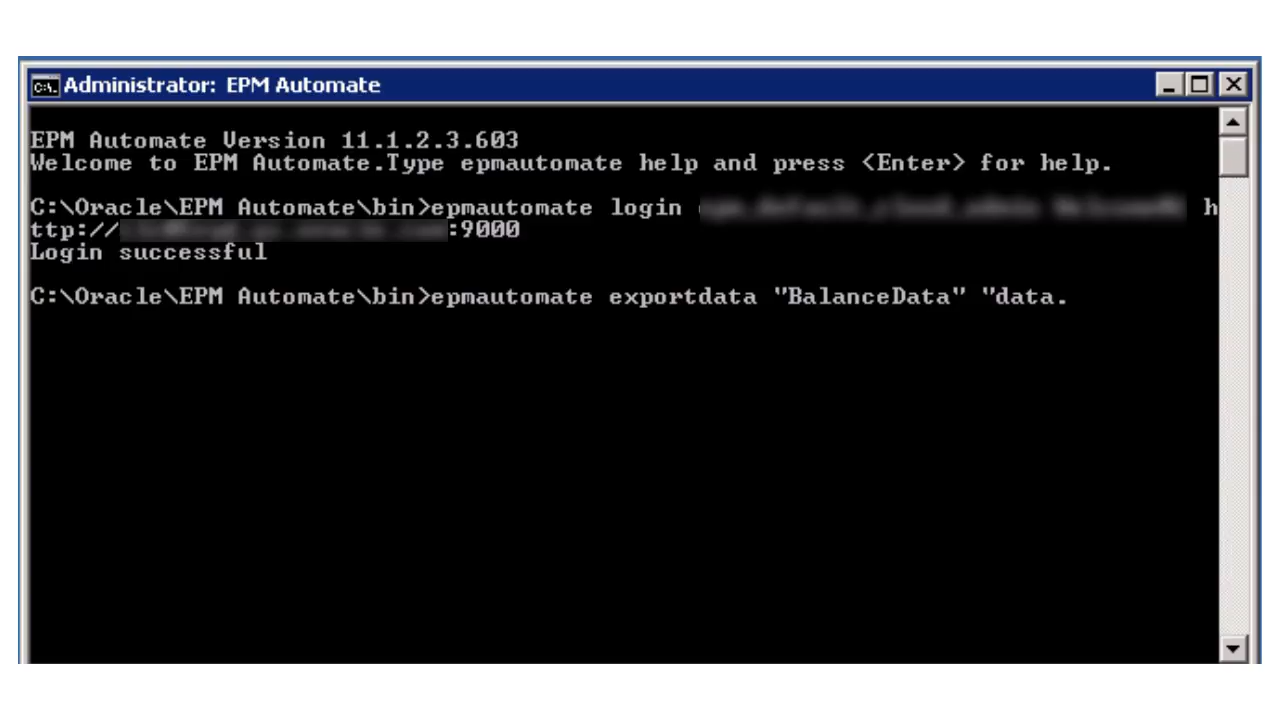 Administrator: EPM Automate
EPM Automate Version 11.1.2.3.603
Welcome to EPM Automate.Type epmautomate help and press <Enter> for help.
C:\Oracle\EPM Automate\bin>epmautomate login h
ttp:// :9000
Login successful
C:\Oracle\EPM Automate\bin>epmautomate exportdata "BalanceData" "data.